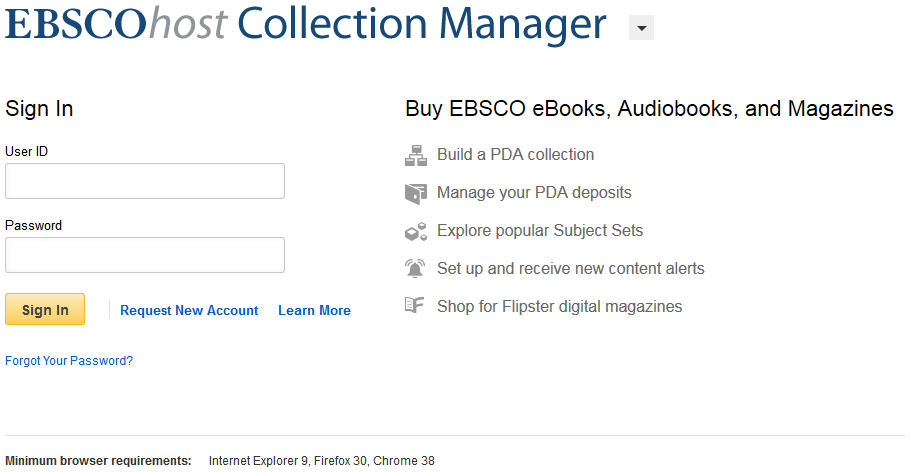 EBSCOhost Collection Manager
Sign In
User ID
Password
Sign In
Request New Account
Learn More
Forgot Your Password?
Buy EBSCO eBooks, Audiobooks, and Magazines
Build a PDA collection
Manage your PDA deposits
Explore popular Subject Sets
Set up and receive new content alerts
Shop for Flipster digital magazines
Minimum browser requirements: Internet Explorer 9, Firefox 30, Chrome 38